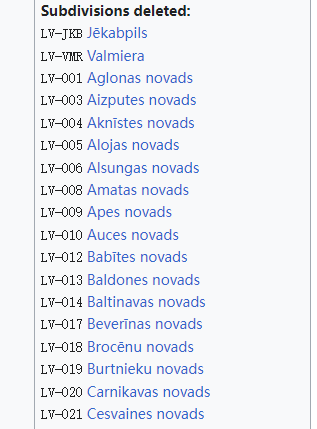 Subdivisions deleted:
LV-JKB Jēkabpils
LV-VMR Valmiera
LV-001 Aglonas novads
LV-003 Aizputes novads
LV-004 Aknīstes novads
LV-005 Alojas novads
LV-006 Alsungas novads
LV-008 Amatas novads
LV-009 Apes novads
LV-010 Auces novads
LV-012 Babītes novads
LV-013 Baldones novads
LV-014 Baltinavas novads
LV-017 Beverīnas novads
LV-018 Brocēnu novads
LV-019 Burtnieku novads
LV-020 Carnikavas novads
LV-021 Cesvaines novads